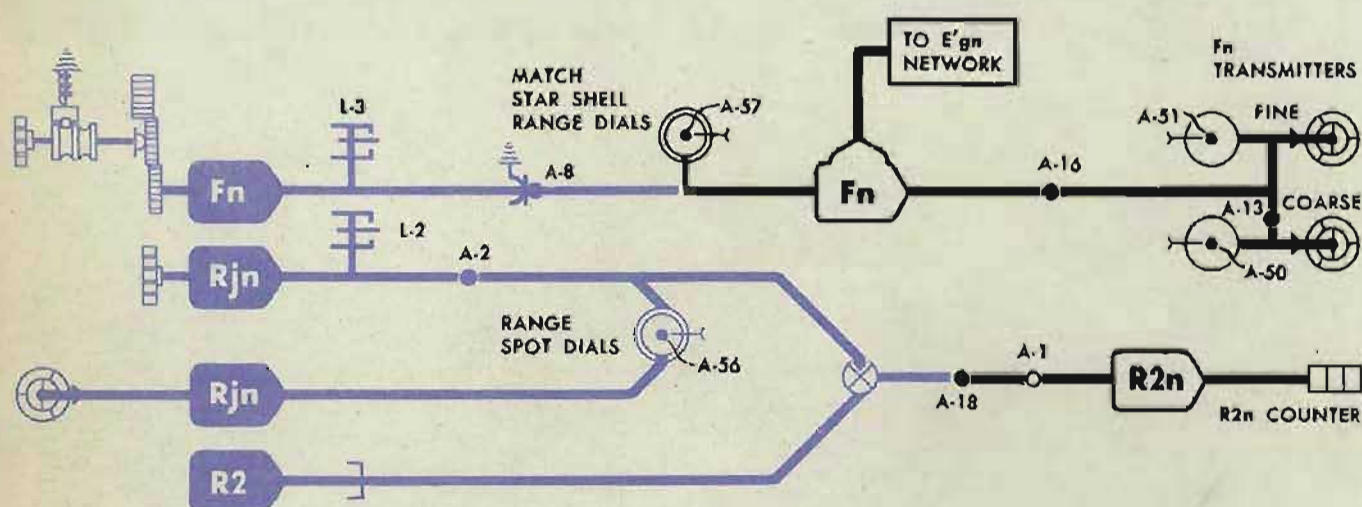 TO E'gn
NETWORK
Fn
TRANSMITTERS
MATCH
STAR SHELL
RANGE DIALS
A-57
A-51
FINE
L-3
A-8
Fn
Fn
A-16
A-13
COARSE
L-2
A-2
A-50
Rjn
RANGE
SPOT DIALS
A-56
A-1
Rjn
A-18
R2n
R2n COUNTER
R2